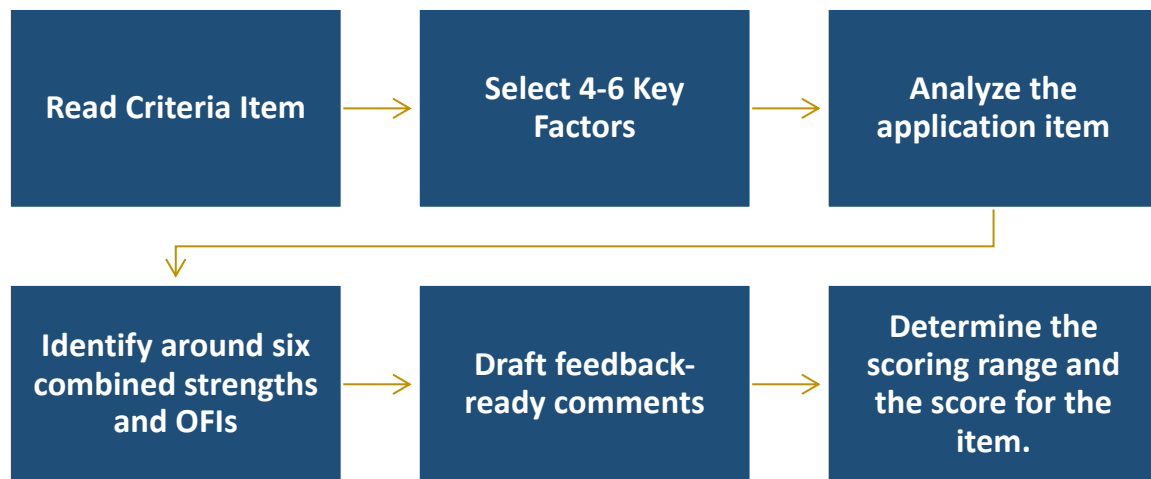 Read Criteria Item
Select 4-6 Key
Factors
Analyze the
application item
Identify around six
combined strengths
and OFIs
Draft feedback-
ready comments
Determine the
scoring range and
the score for the
item.